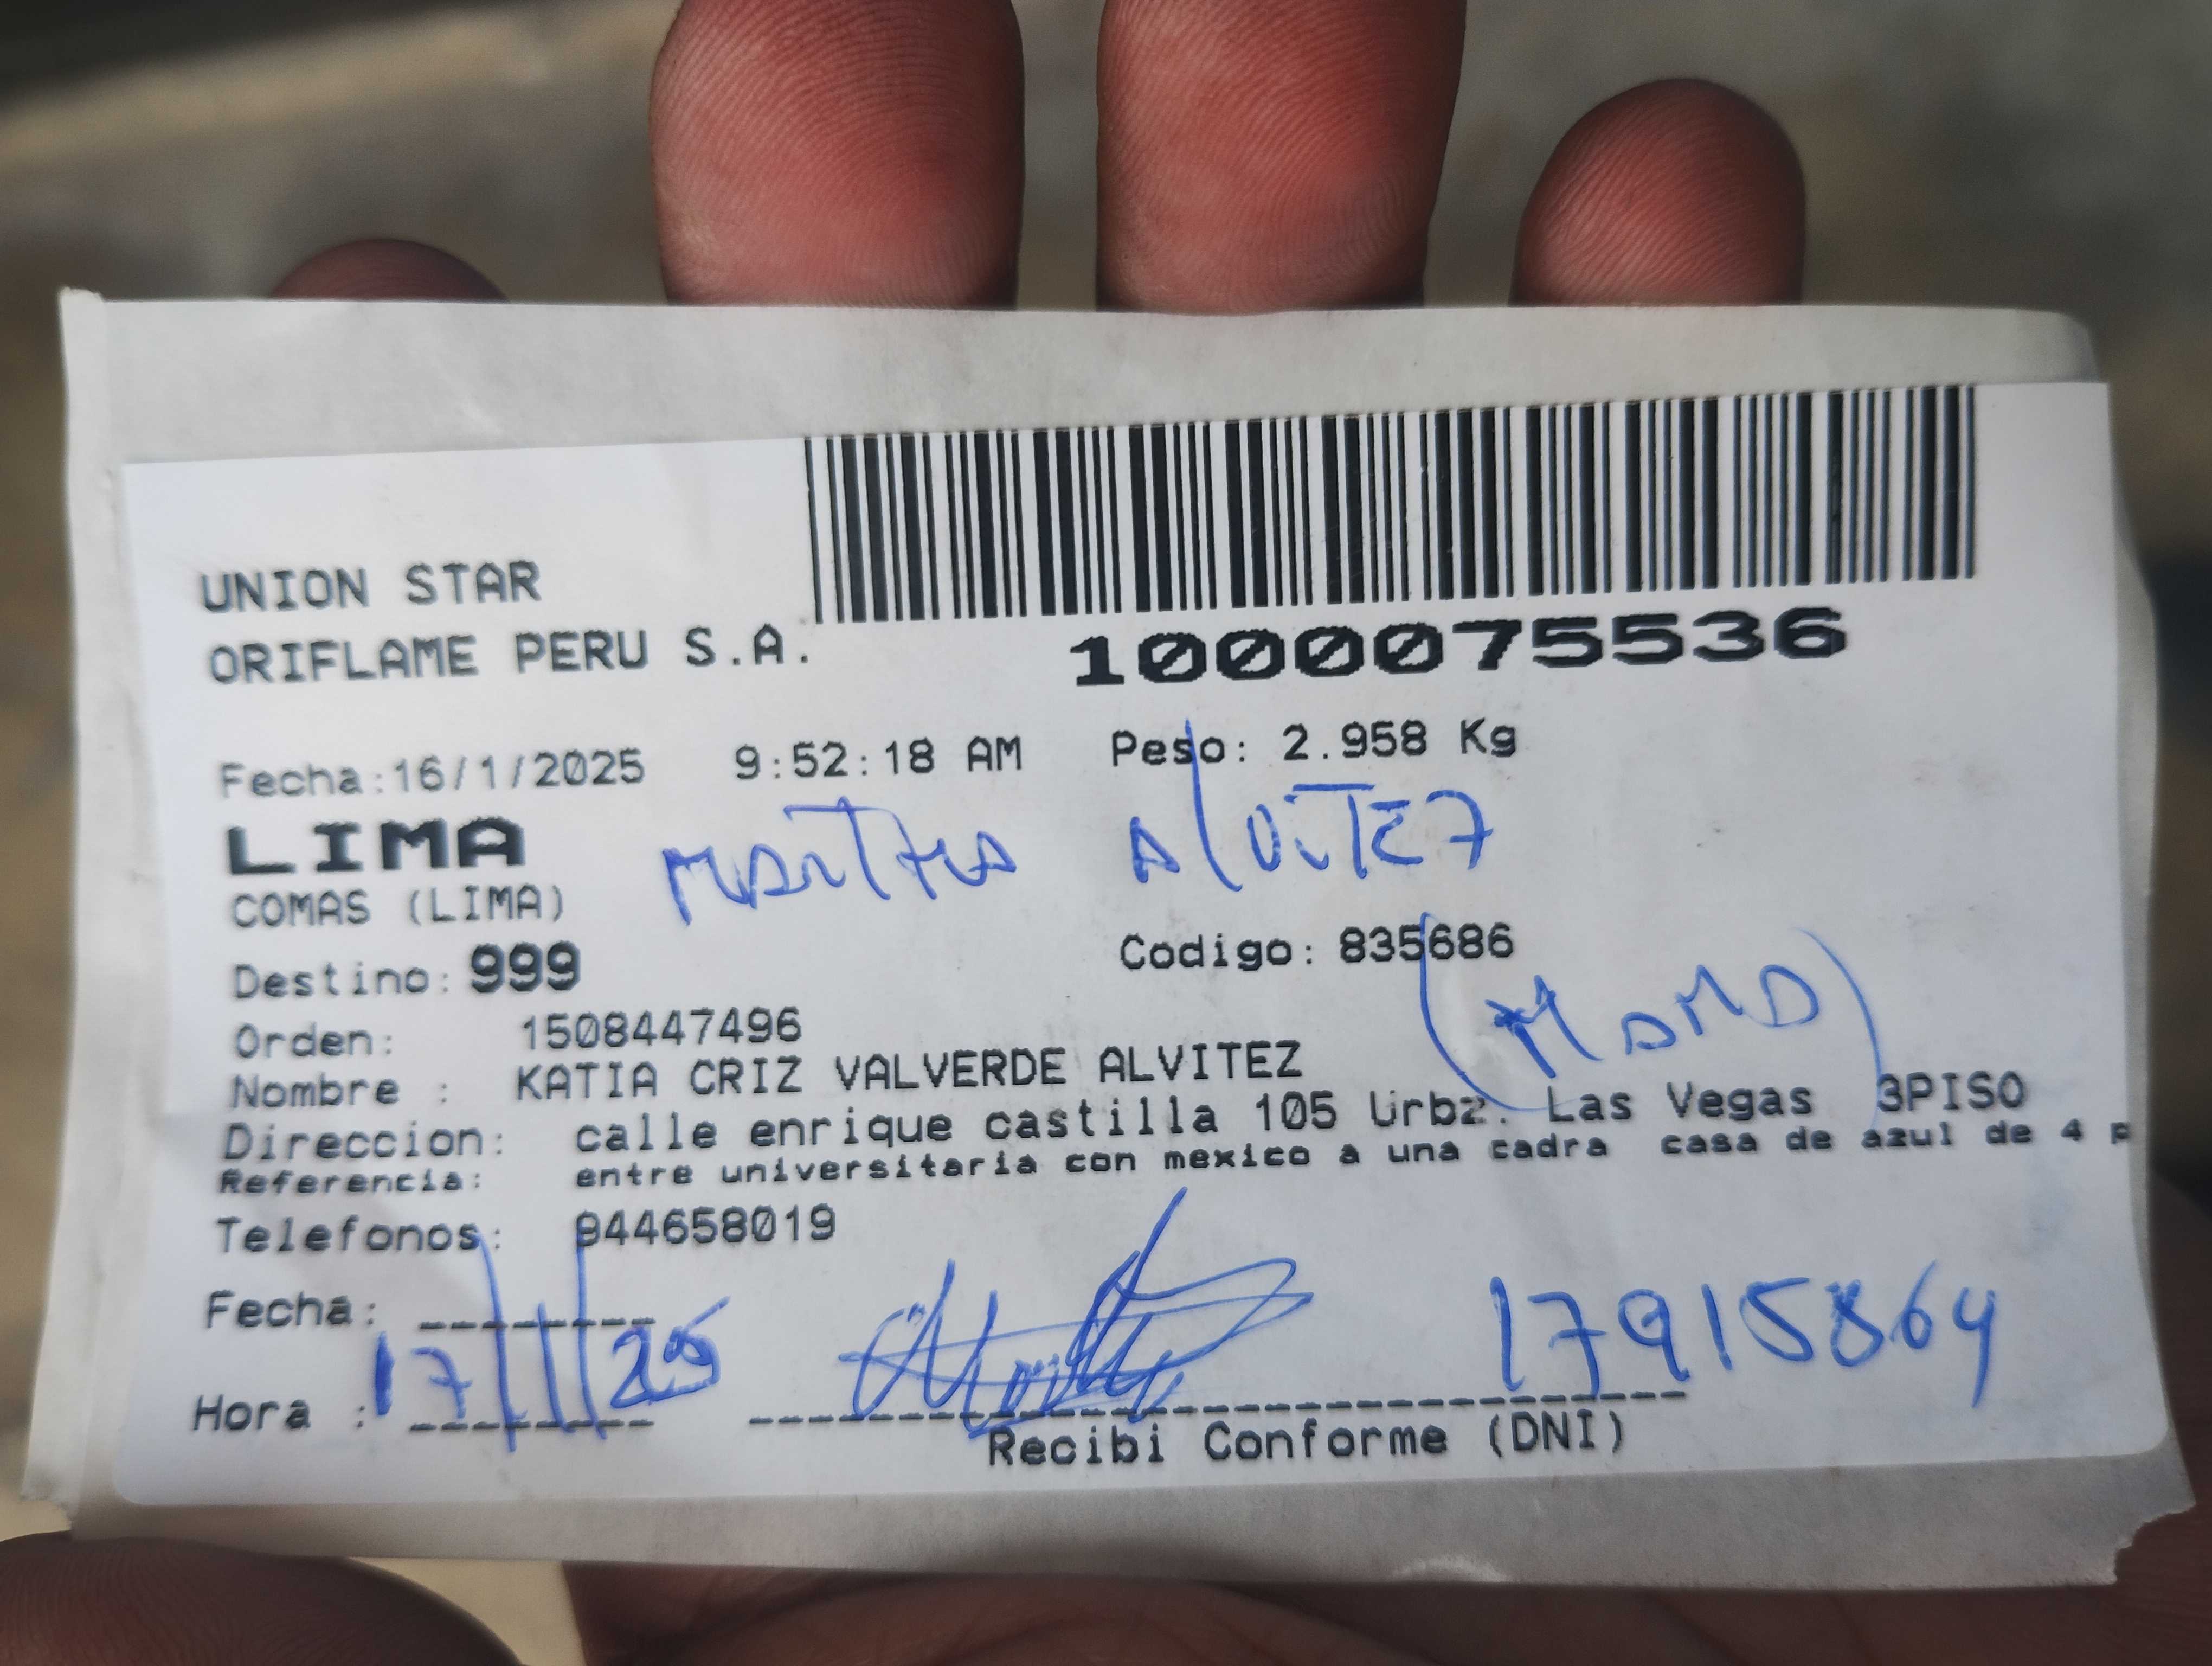 UNION STAR
ORIFLAME PERU S.A.
1000075536
Fecha:16/1/2025 9:52:18 AM Peso: 2.958 Kg
LIMA
MARTHA ALVITEZ
COMAS (LIMA)
Codigo: 835686
Destino: 999
(MAMA)
Orden: 1508447496
Nombre : KATIA CRIZ VALVERDE ALVITEZ
Direccion: calle enrique castilla 105 Urbz. Las Vegas 3PISO
Referencia: entre universitaria con mexico a una cadra casa de azul de 4 p
Telefonos: 944658019
Fecha:
17/1/25
17915864
Hora :
Recibi Conforme (DNI)